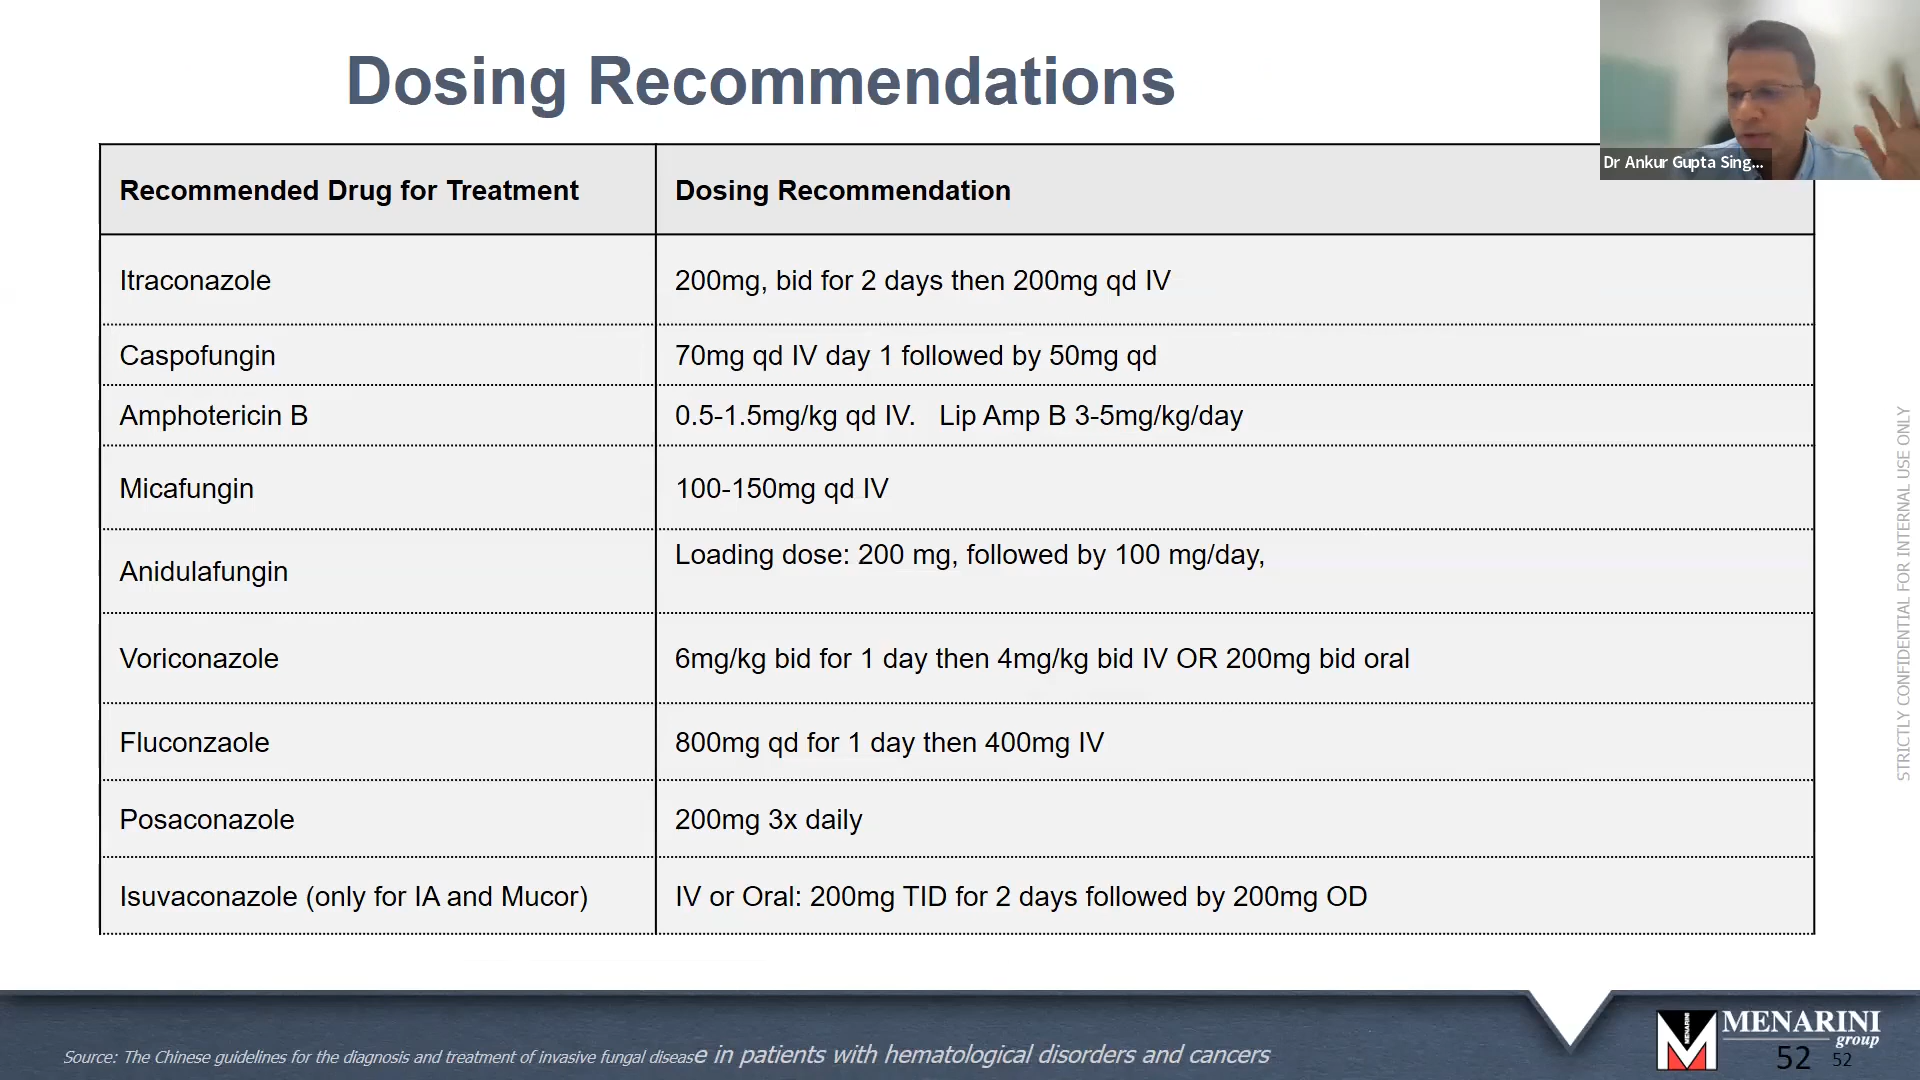 Dosing Recommendations
Dr Ankur Gupta Sing...
Recommended Drug for Treatment
Dosing Recommendation
Itraconazole
200mg, bid for 2 days then 200mg qd IV
Caspofungin
70mg qd IV day 1 followed by 50mg qd
Amphotericin B
0.5-1.5mg/kg qd IV. Lip Amp B 3-5mg/kg/day
Micafungin
100-150mg qd IV
Anidulafungin
Loading dose: 200 mg, followed by 100 mg/day,
Voriconazole
6mg/kg bid for 1 day then 4mg/kg bid IV OR 200mg bid oral
Fluconzaole
800mg qd for 1 day then 400mg IV
Posaconazole
200mg 3x daily
Isuvaconazole (only for IA and Mucor)
IV or Oral: 200mg TID for 2 days followed by 200mg OD
STRICTLY CONFIDENTIAL FOR INTERNAL USE ONLY
Source: The Chinese guidelines for the diagnosis and treatment of invasive fungal disease in patients with hematological disorders and cancers
MENARINI
MENARINI
group
52 52